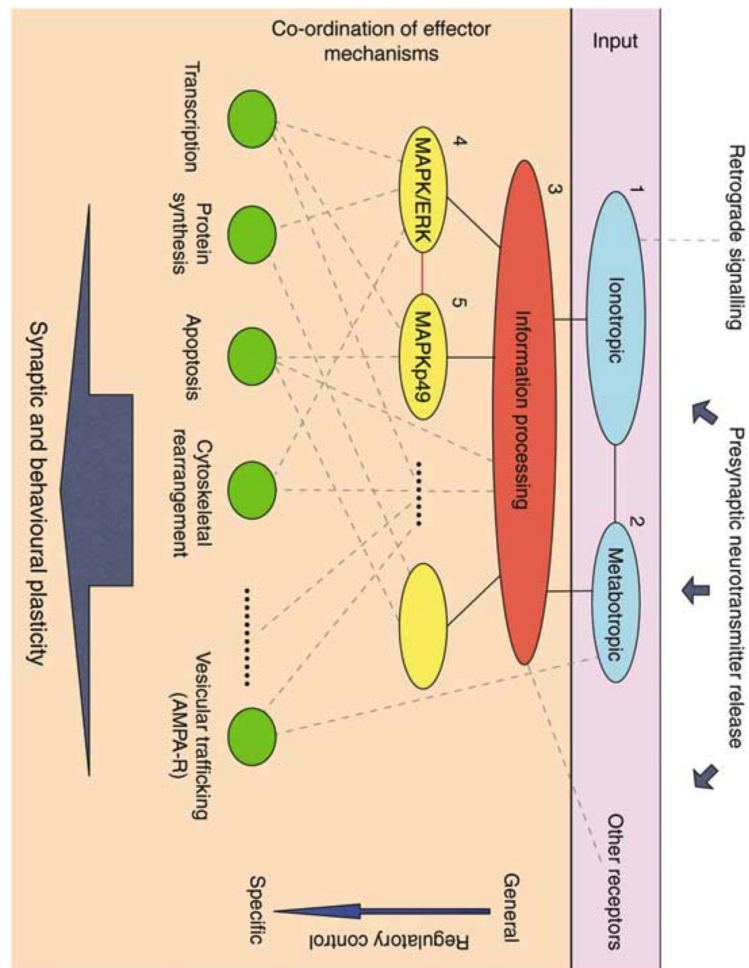 Retrograde signalling
Presynaptic neurotransmitter release
Input
1
Ionotropic
2
Metabotropic
Other receptors
3
Information processing
Co-ordination of effector
mechanisms
4
MAPK/ERK
5
MAPKp49
General
Regulatory control
Specific
Transcription
Protein
synthesis
Apoptosis
Cytoskeletal
rearrangement
Vesicular trafficking
(AMPA-R)
Synaptic and behavioural plasticity